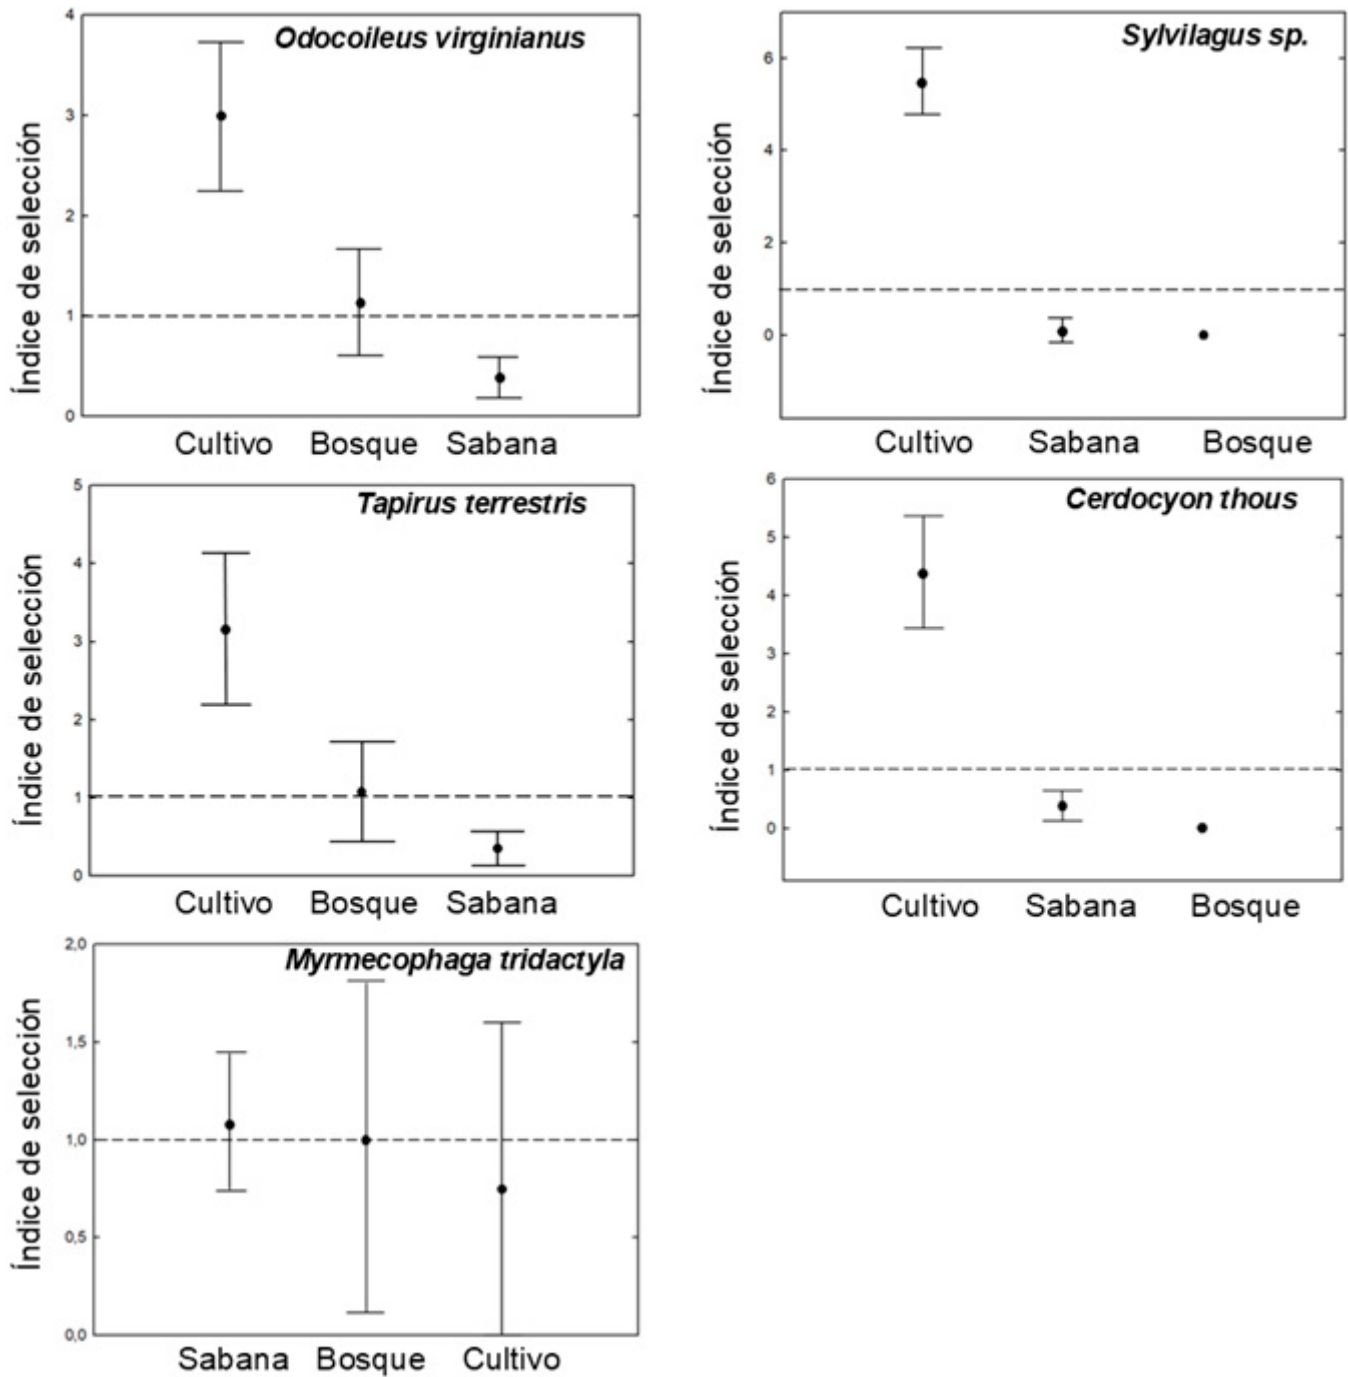 Odocoileus virginianus
Índice de selección
4
3
2
1
0
Cultivo Bosque Sabana
Sylvilagus sp.
Índice de selección
6
4
2
0
Cultivo Sabana Bosque
Tapirus terrestris
Índice de selección
5
4
3
2
1
0
Cultivo Bosque Sabana
Cerdocyon thous
Índice de selección
6
5
4
3
2
1
0
Cultivo Sabana Bosque
Myrmecophaga tridactyla
Índice de selección
2,0
1,5
1,0
0,5
0,0
Sabana Bosque Cultivo